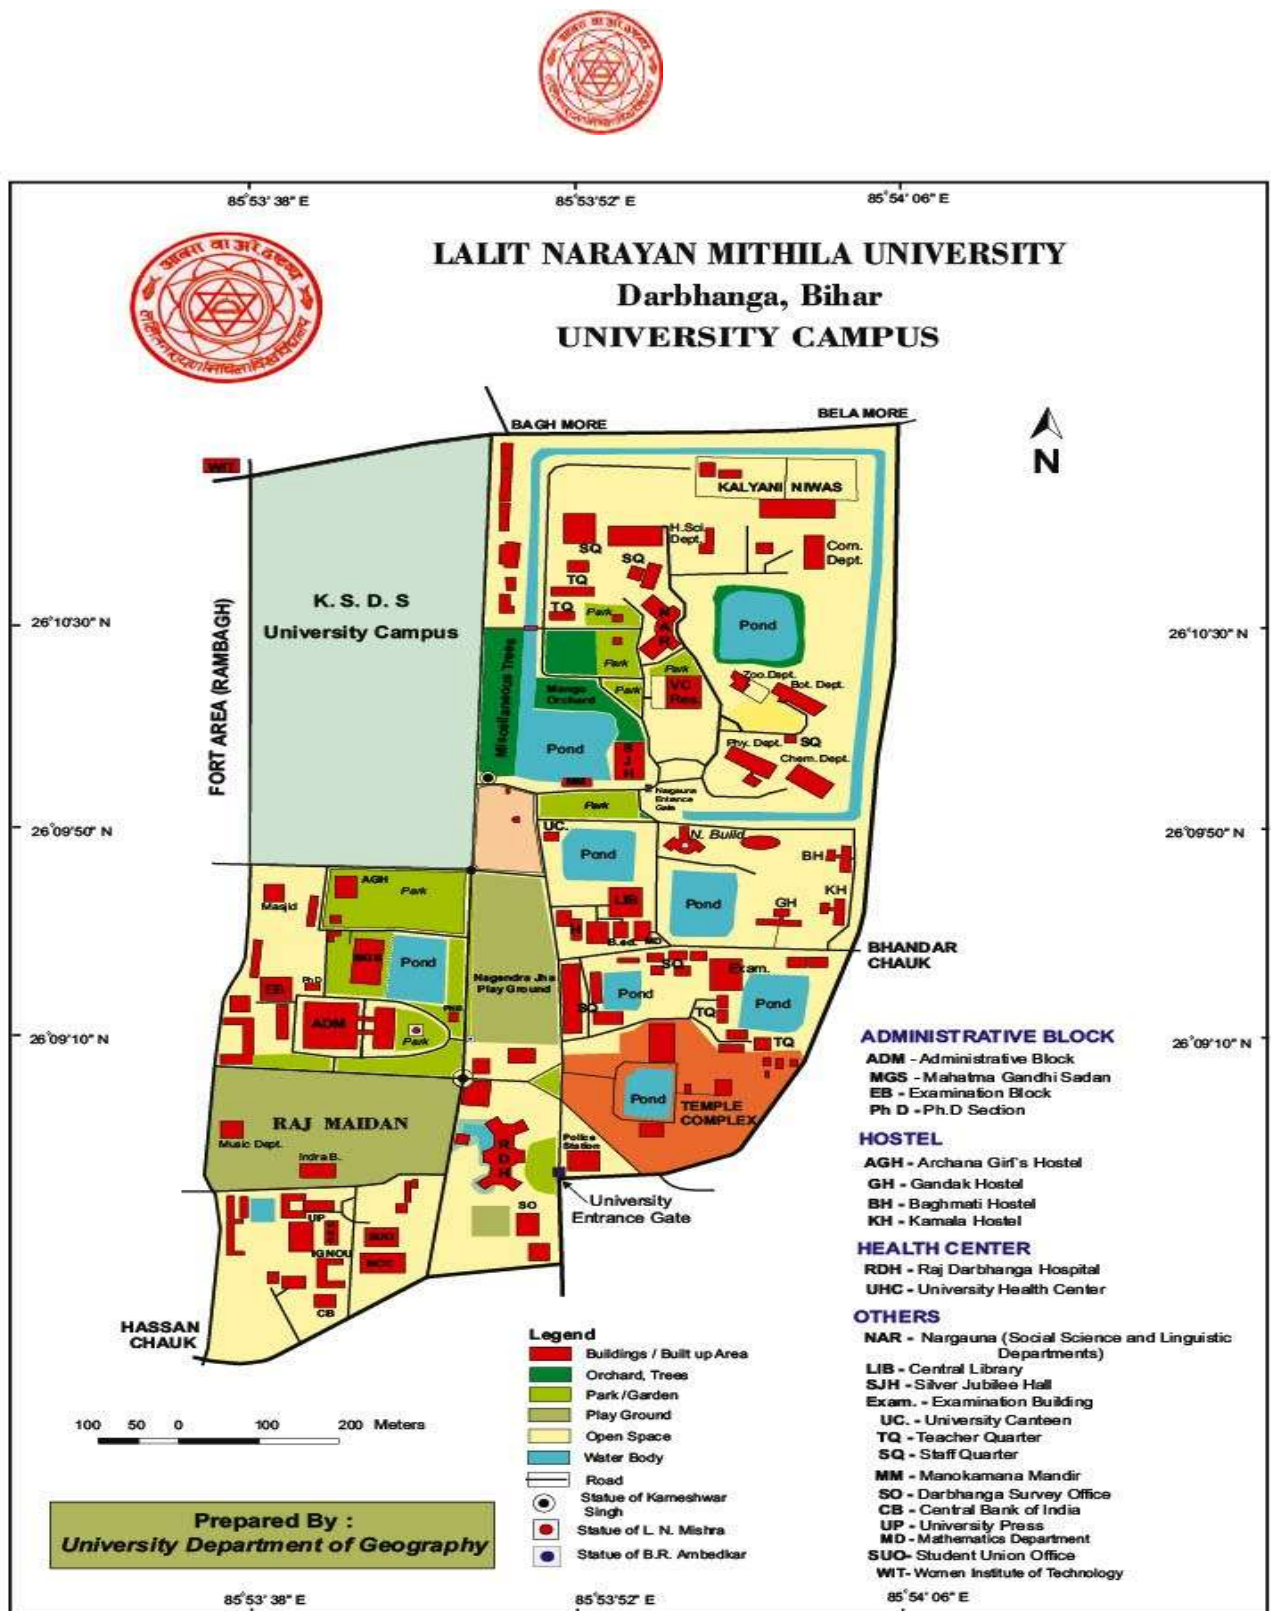 85°53' 38" E
85°53'52" E
85°54' 06" E
LALIT NARAYAN MITHILA UNIVERSITY
Darbhanga, Bihar
UNIVERSITY CAMPUS
BAGH MORE
BELA MORE
N
WIT
KALYANI NIWAS
H.Sci.
Dept.
Com.
Dept.
SQ
SQ
TQ
TQ
Park
NAR
K. S. D. S
University Campus
26°10'30" N
26°10'30" N
Pond
FORT AREA (RAMBAGH)
Miscellaneous Trees
Park
Park
Park
Mango
Orchard
VC
Res.
Zoo.Dept.
Bot. Dept.
Pond
SJH
MM
Phy. Dept.
SQ
Chem. Dept.
Nagauna
Entrance
Gate
Park
26°09'50" N
26°09'50" N
UC.
Pond
N. Build
BH
KH
GH
AGH
Park
Masjid
LIB
Pond
H
B.ed.
MD
BHANDAR
CHAUK
MGS
Pond
Nagendra Jha
Play Ground
SQ
Exam.
Ph.D
EB
Pond
Pond
SQ
TQ
ADM
Park
PNB
26°09'10" N
26°09'10" N
TQ
Pond
TEMPLE
COMPLEX
RAJ MAIDAN
Music Dept.
Indra B.
RDH
Police
Station
University
Entrance Gate
SO
UP
IGNOU
SUO
CB
HASSAN
CHAUK
ADMINISTRATIVE BLOCK
ADM - Administrative Block
MGS - Mahatma Gandhi Sadan
EB - Examination Block
Ph D - Ph.D Section
HOSTEL
AGH - Archana Girl's Hostel
GH - Gandak Hostel
BH - Baghmati Hostel
KH - Kamala Hostel
HEALTH CENTER
RDH - Raj Darbhanga Hospital
UHC - University Health Center
OTHERS
NAR - Nargauna (Social Science and Linguistic
Departments)
LIB - Central Library
SJH - Silver Jubilee Hall
Exam. - Examination Building
UC. - University Canteen
TQ - Teacher Quarter
SQ - Staff Quarter
MM - Manokamana Mandir
SO - Darbhanga Survey Office
CB - Central Bank of India
UP - University Press
MD - Mathematics Department
SUO- Student Union Office
WIT- Women Institute of Technology
Legend
Buildings / Built up Area
Orchard, Trees
Park /Garden
Play Ground
Open Space
Water Body
Road
Statue of Kameshwar
Singh
Statue of L. N. Mishra
Statue of B.R. Ambedkar
100 50 0 100 200 Meters
Prepared By :
University Department of Geography
85°53' 38" E
85°53'52" E
85°54' 06" E